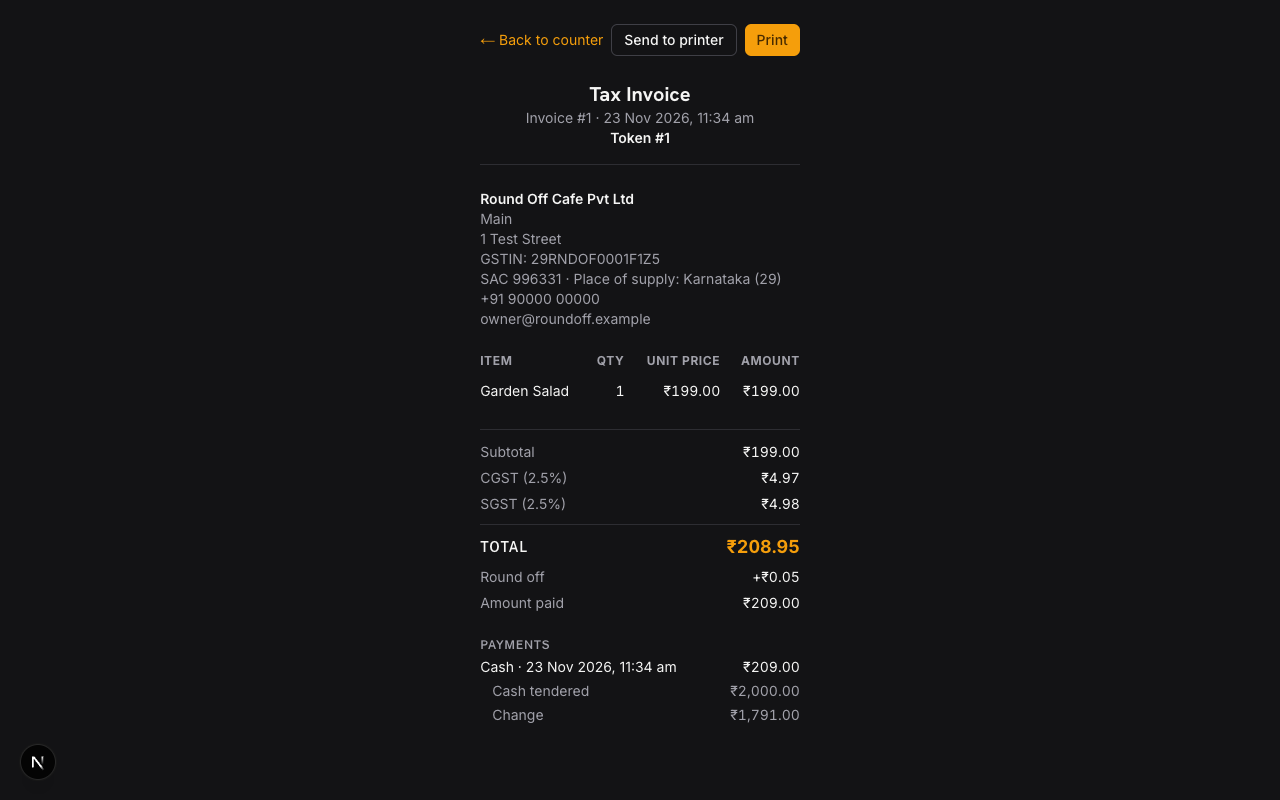 ← Back to counter Send to printer Print
Tax Invoice
Invoice #1 · 23 Nov 2026, 11:34 am
Token #1
Round Off Cafe Pvt Ltd
Main
1 Test Street
GSTIN: 29RNDOF0001F1Z5
SAC 996331 · Place of supply: Karnataka (29)
+91 90000 00000
owner@roundoff.example
ITEM QTY UNIT PRICE AMOUNT
Garden Salad 1 ₹199.00 ₹199.00
Subtotal ₹199.00
CGST (2.5%) ₹4.97
SGST (2.5%) ₹4.98
TOTAL ₹208.95
Round off +₹0.05
Amount paid ₹209.00
PAYMENTS
Cash · 23 Nov 2026, 11:34 am ₹209.00
Cash tendered ₹2,000.00
Change ₹1,791.00
N